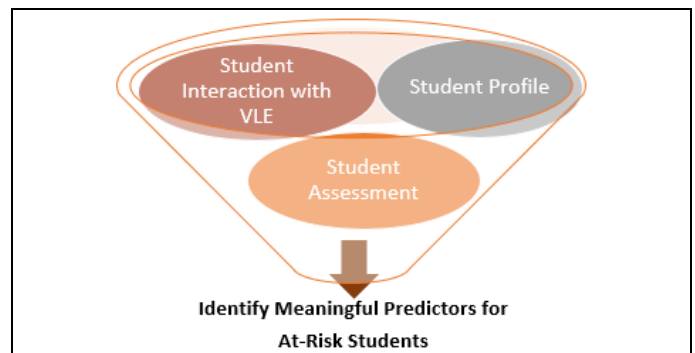 Student
Interaction with
VLE
Student Profile
Student
Assessment
Identify Meaningful Predictors for
At-Risk Students